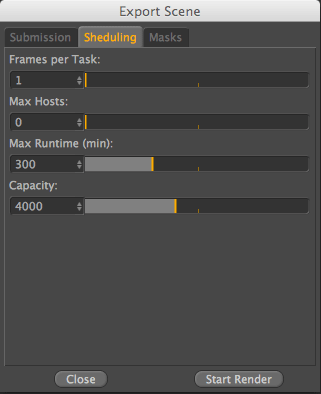 Export Scene
Submission Sheduling Masks
Frames per Task:
1
Max Hosts:
0
Max Runtime (min):
300
Capacity:
4000
Close Start Render